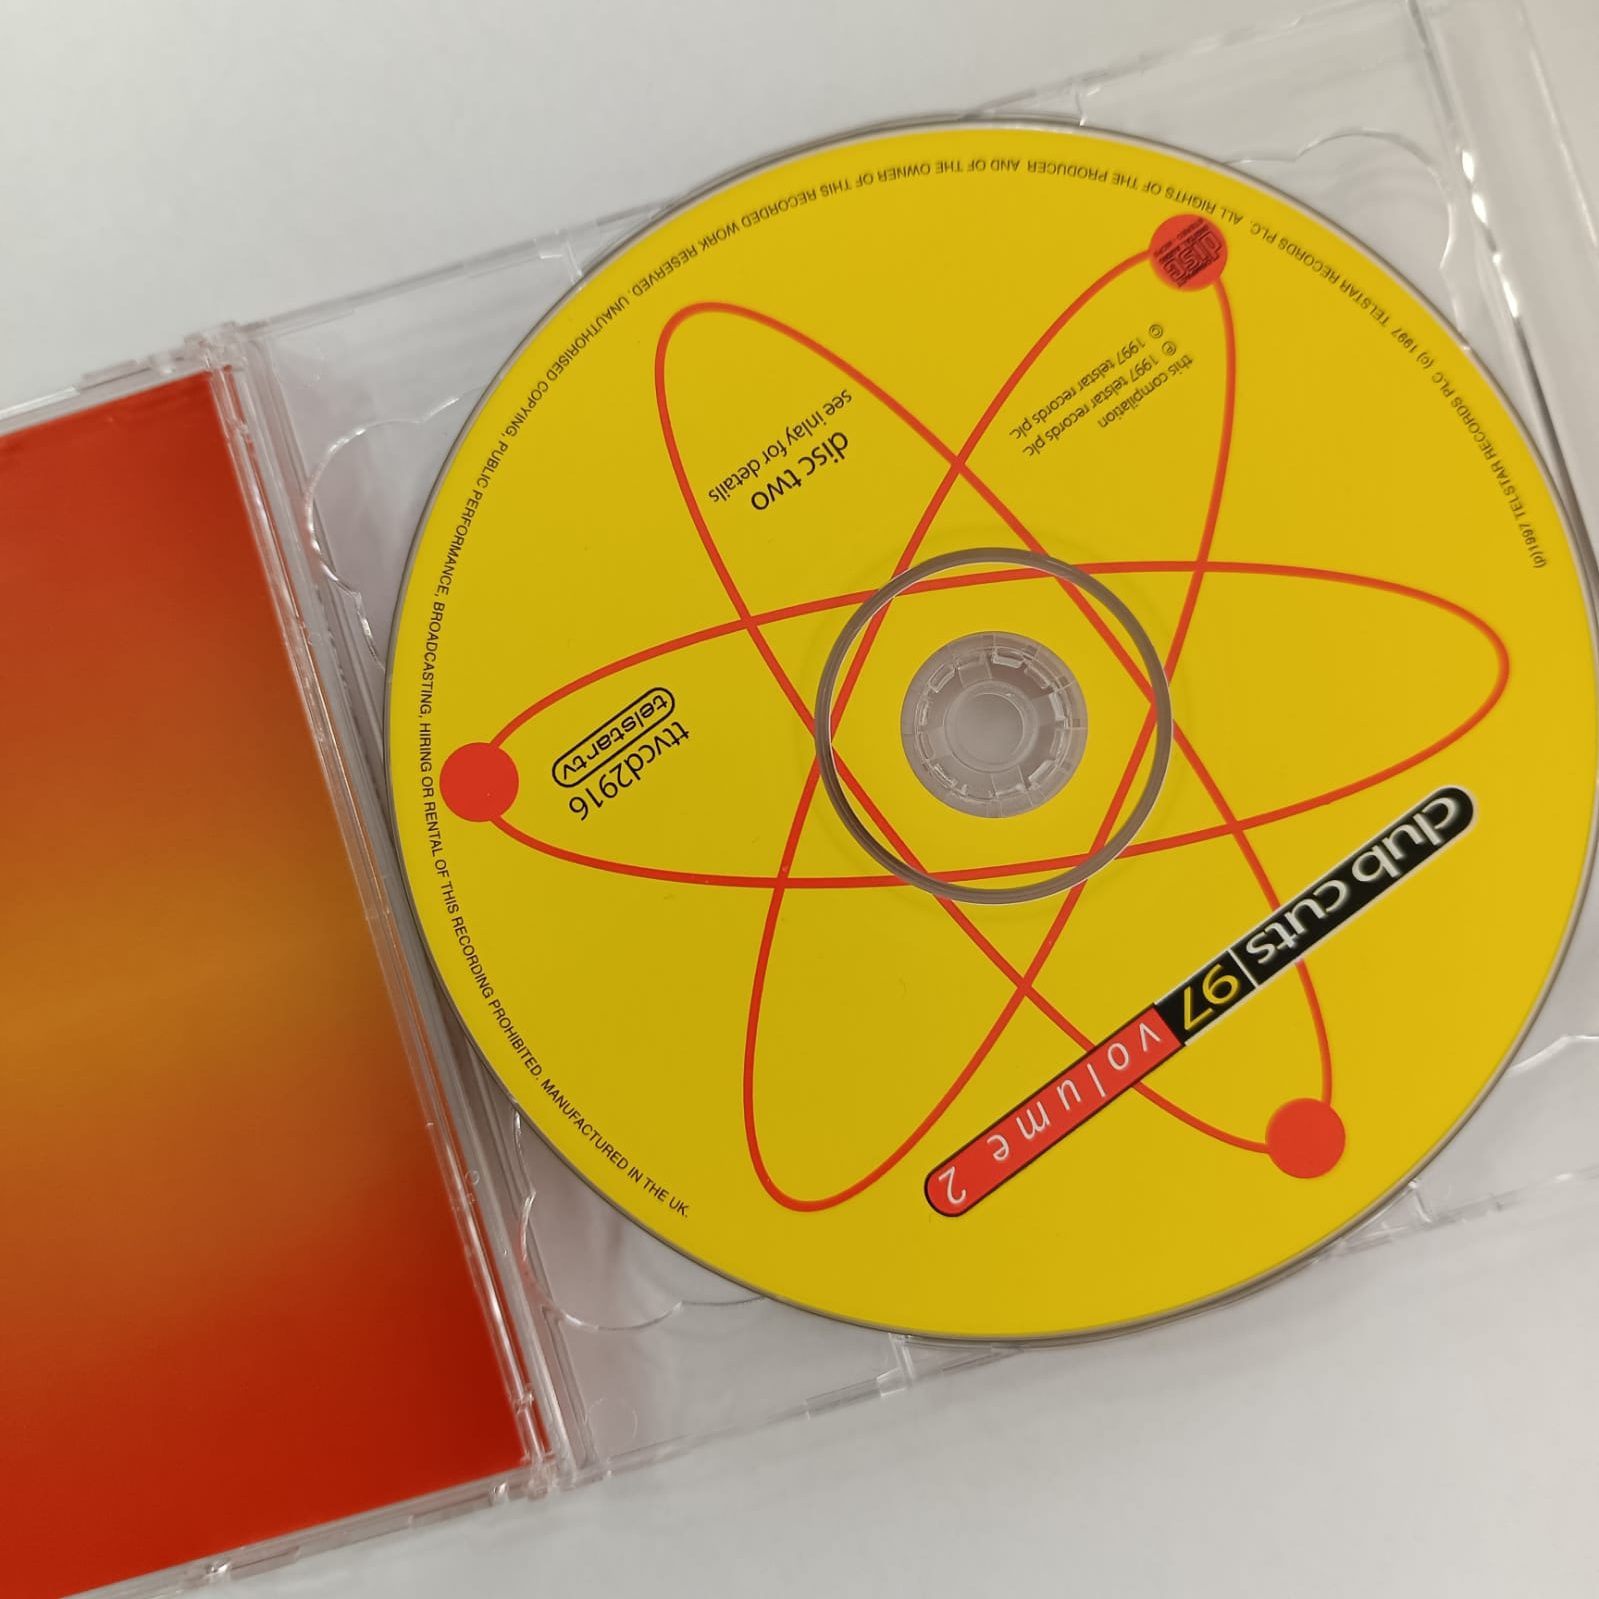 club cuts 97 volume 2
ttvcd2916
telstar tv
disc two
see inlay for details
this compilation
℗ 1997 telstar records plc.
© 1997 telstar records plc.
disc
(p)1997 TELSTAR RECORDS PLC (c) 1997 TELSTAR RECORDS PLC. ALL RIGHTS OF THE PRODUCER AND OF THE OWNER OF THIS RECORDED WORK RESERVED. UNAUTHORISED COPYING, PUBLIC PERFORMANCE, BROADCASTING, HIRING OR RENTAL OF THIS RECORDING PROHIBITED. MANUFACTURED IN THE UK.